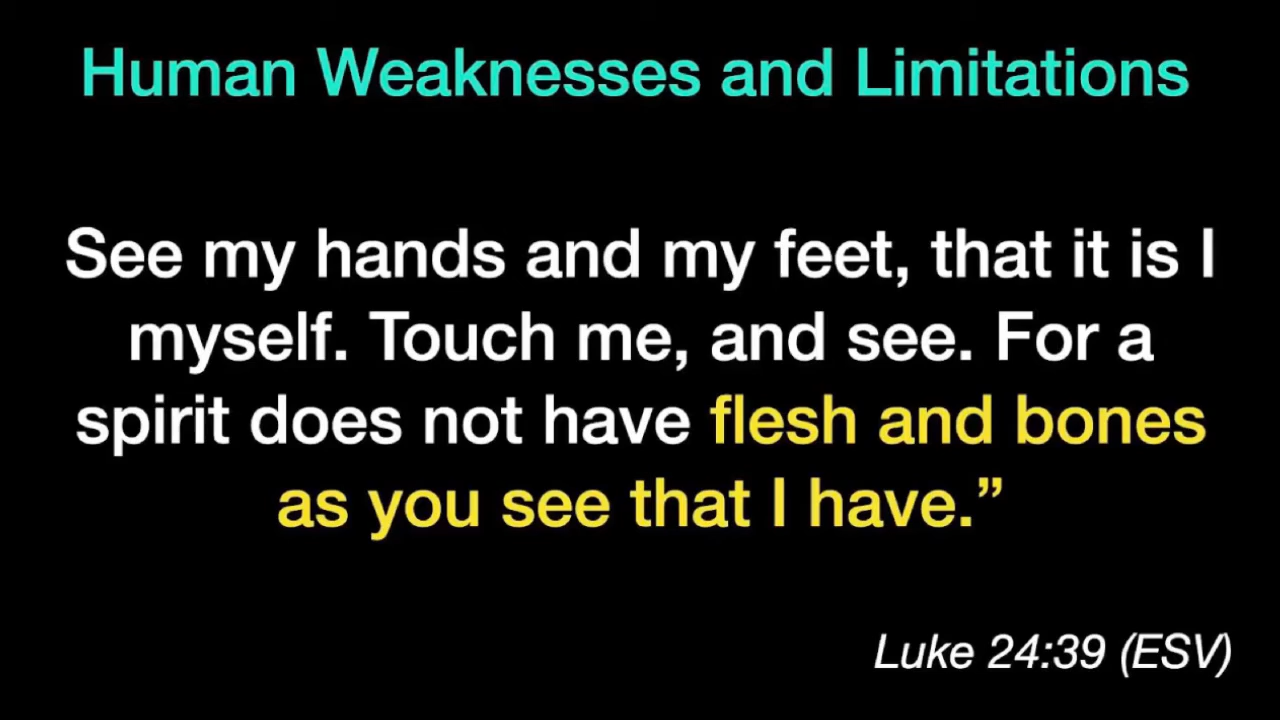 Human Weaknesses and Limitations
See my hands and my feet, that it is I
myself. Touch me, and see. For a
spirit does not have flesh and bones
as you see that I have.”
Luke 24:39 (ESV)